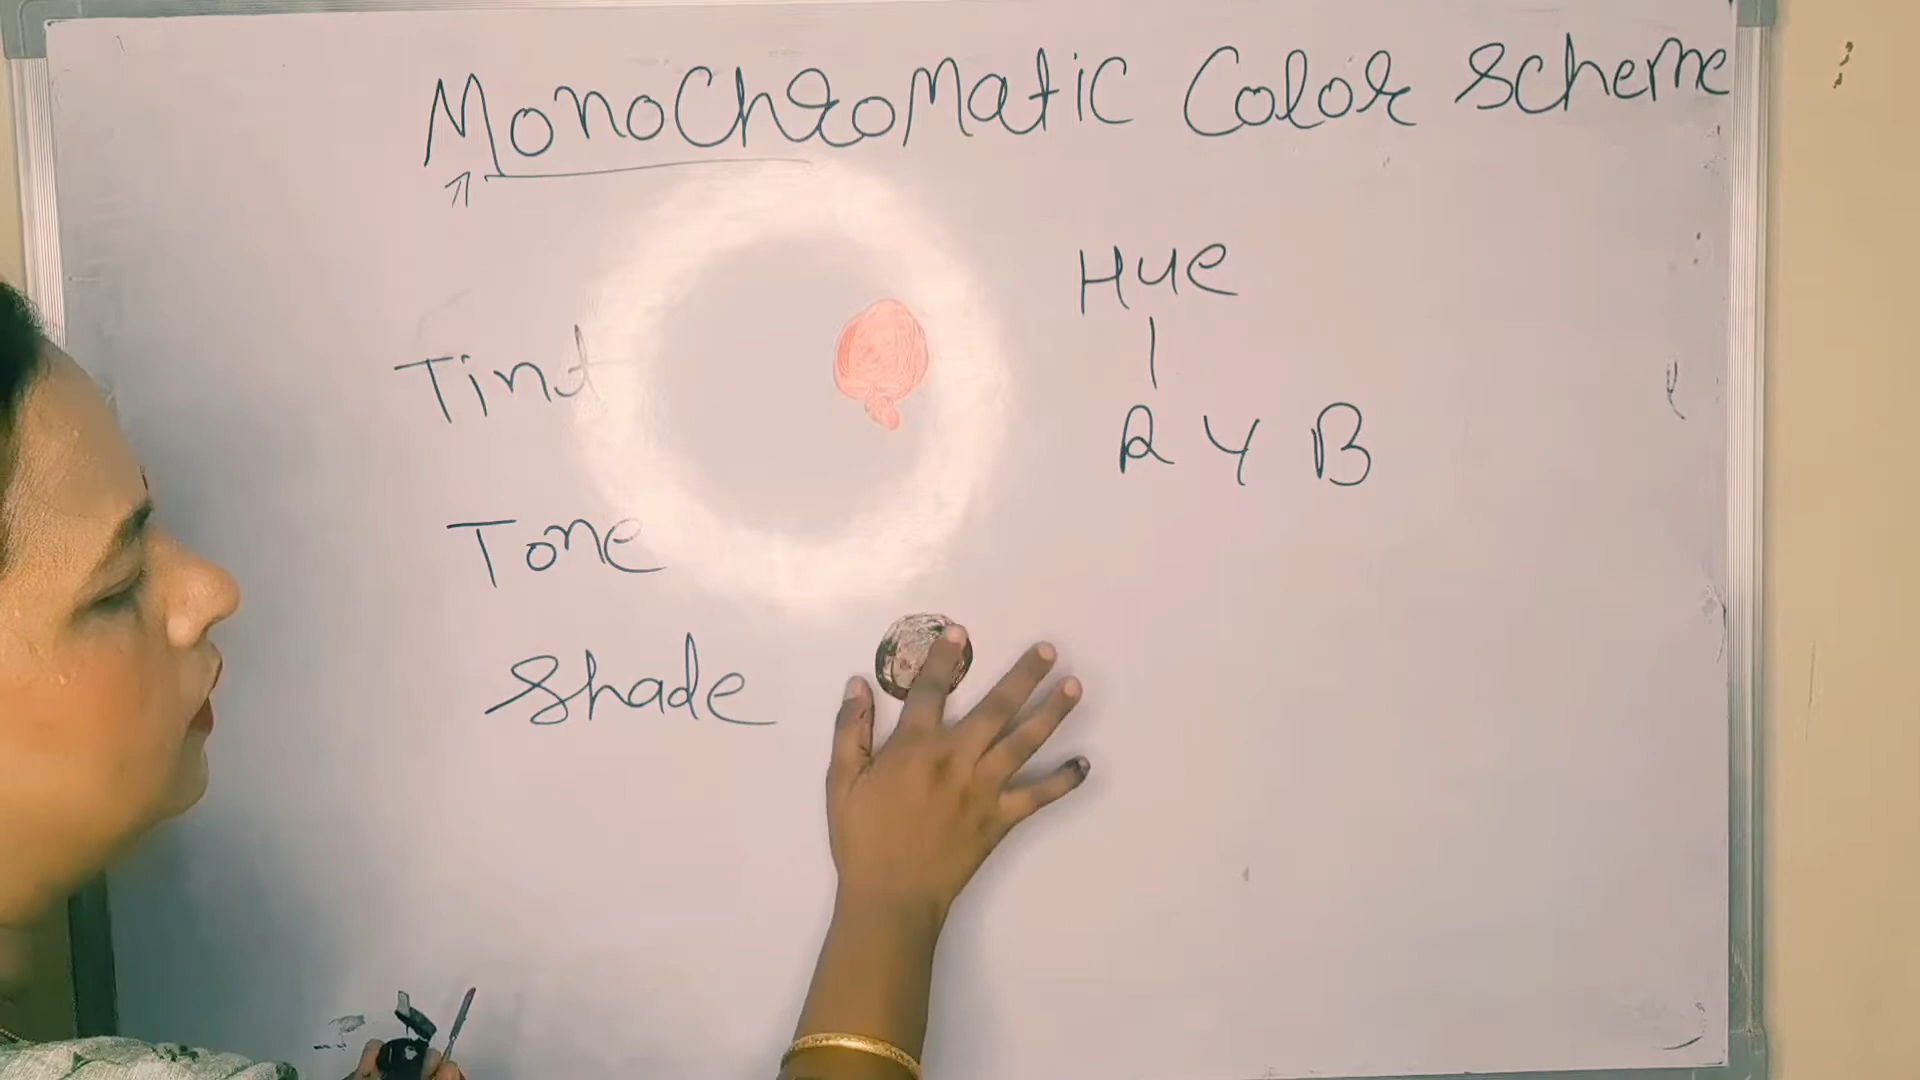 MonoChroMatic Color Scheme
Hue
Tint
R Y B
Tone
Shade